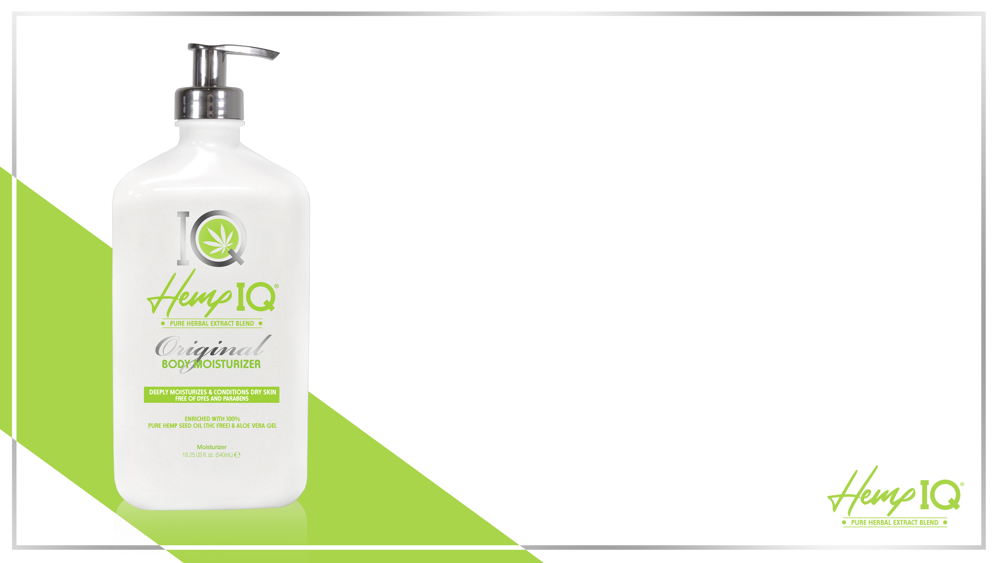 IQ
Hemp IQ®
• PURE HERBAL EXTRACT BLEND •
Original
BODY MOISTURIZER
DEEPLY MOISTURIZES & CONDITIONS DRY SKIN
FREE OF DYES AND PARABENS
ENRICHED WITH 100%
PURE HEMP SEED OIL (THC FREE) & ALOE VERA GEL
Moisturizer
18.25 US fl. oz. (540mL) ℮
Hemp IQ®
• PURE HERBAL EXTRACT BLEND •